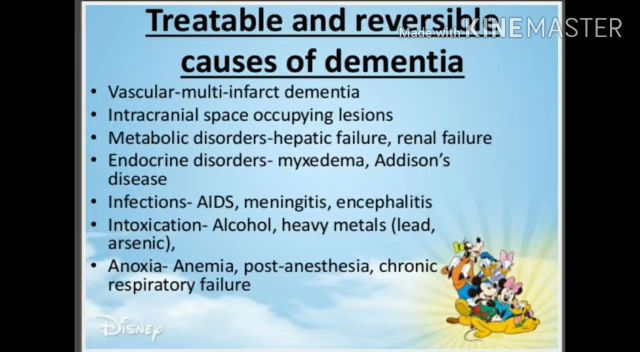 Treatable and reversible
Made with KINEMASTER
causes of dementia
• Vascular-multi-infarct dementia
• Intracranial space occupying lesions
• Metabolic disorders-hepatic failure, renal failure
• Endocrine disorders- myxedema, Addison's
disease
• Infections- AIDS, meningitis, encephalitis
• Intoxication- Alcohol, heavy metals (lead,
arsenic),
• Anoxia- Anemia, post-anesthesia, chronic
respiratory failure
Disney